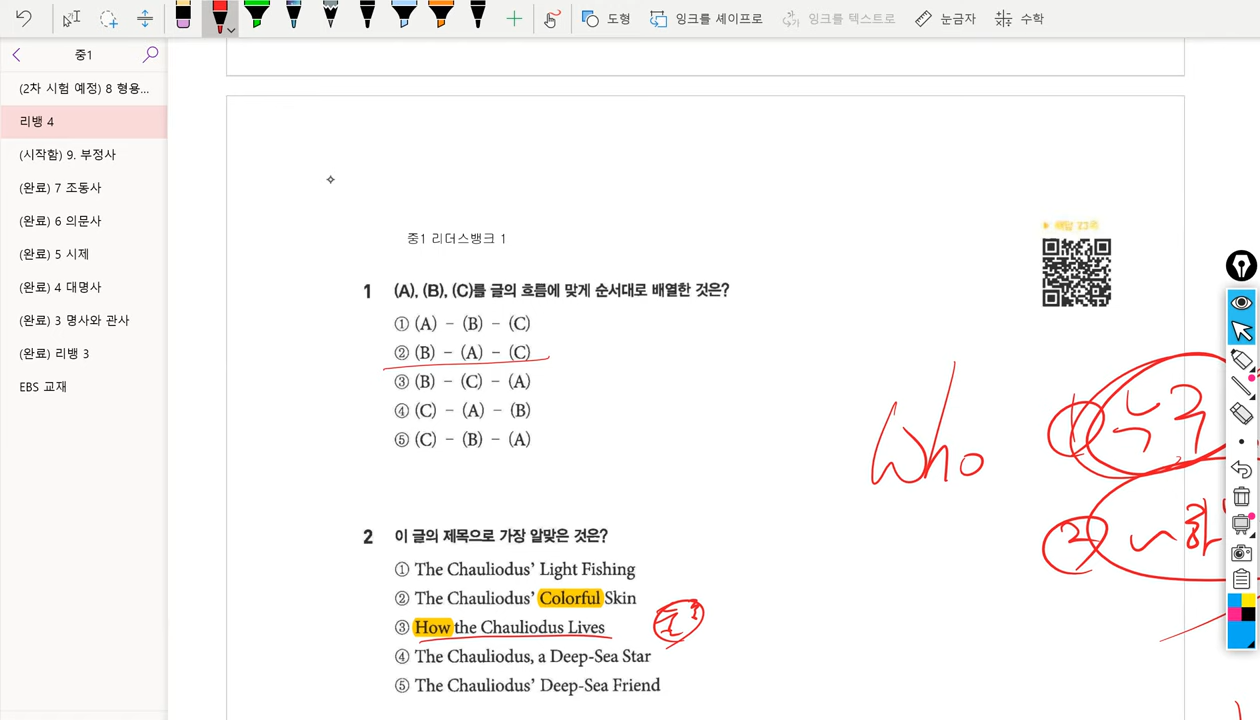 도형
잉크를 셰이프로
잉크를 텍스트로
눈금자
수학
중1
(2차 시험 예정) 8 형용...
리뱅 4
(시작함) 9. 부정사
(완료) 7 조동사
(완료) 6 의문사
(완료) 5 시제
(완료) 4 대명사
(완료) 3 명사와 관사
(완료) 리뱅 3
EBS 교재
중1 리더스뱅크 1
1 (A), (B), (C)를 글의 흐름에 맞게 순서대로 배열한 것은?
① (A) – (B) – (C)
② (B) – (A) – (C)
③ (B) – (C) – (A)
④ (C) – (A) – (B)
⑤ (C) – (B) – (A)
Who
① 누구
②
2 이 글의 제목으로 가장 알맞은 것은?
① The Chauliodus' Light Fishing
② The Chauliodus' Colorful Skin
③ How the Chauliodus Lives
④ The Chauliodus, a Deep-Sea Star
⑤ The Chauliodus' Deep-Sea Friend